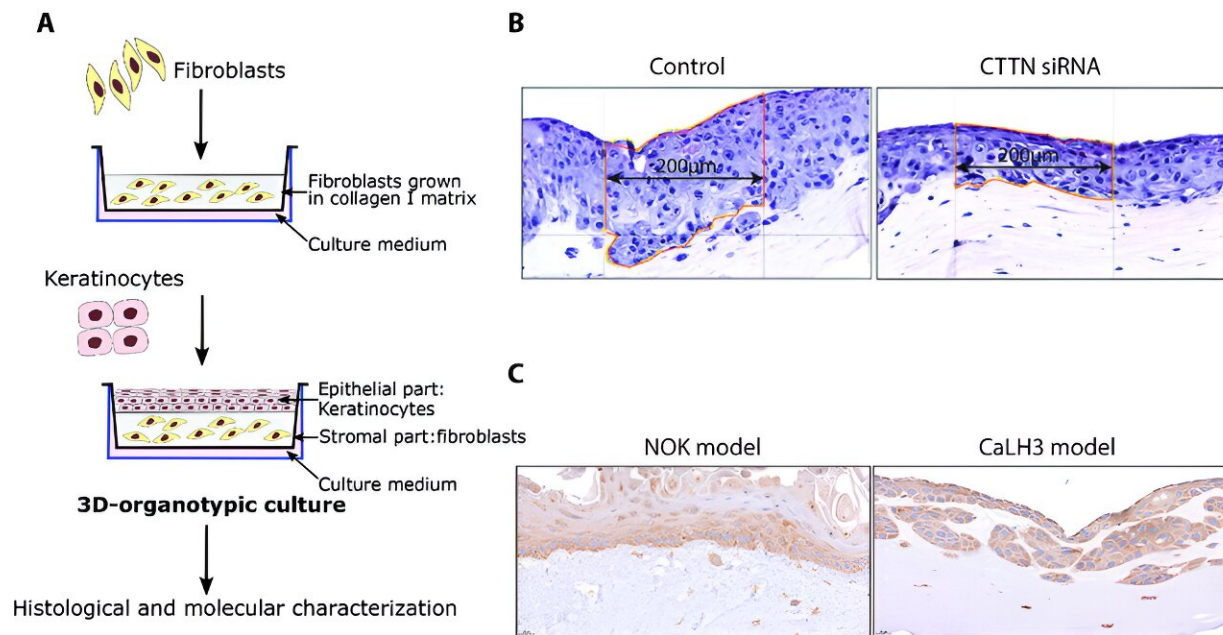 A
Fibroblasts
Fibroblasts grown
in collagen I matrix
Culture medium
Keratinocytes
Epithelial part:
Keratinocytes
Stromal part:fibroblasts
Culture medium
3D-organotypic culture
Histological and molecular characterization
B
Control
CTTN siRNA
200µm
200µm
C
NOK model
CaLH3 model